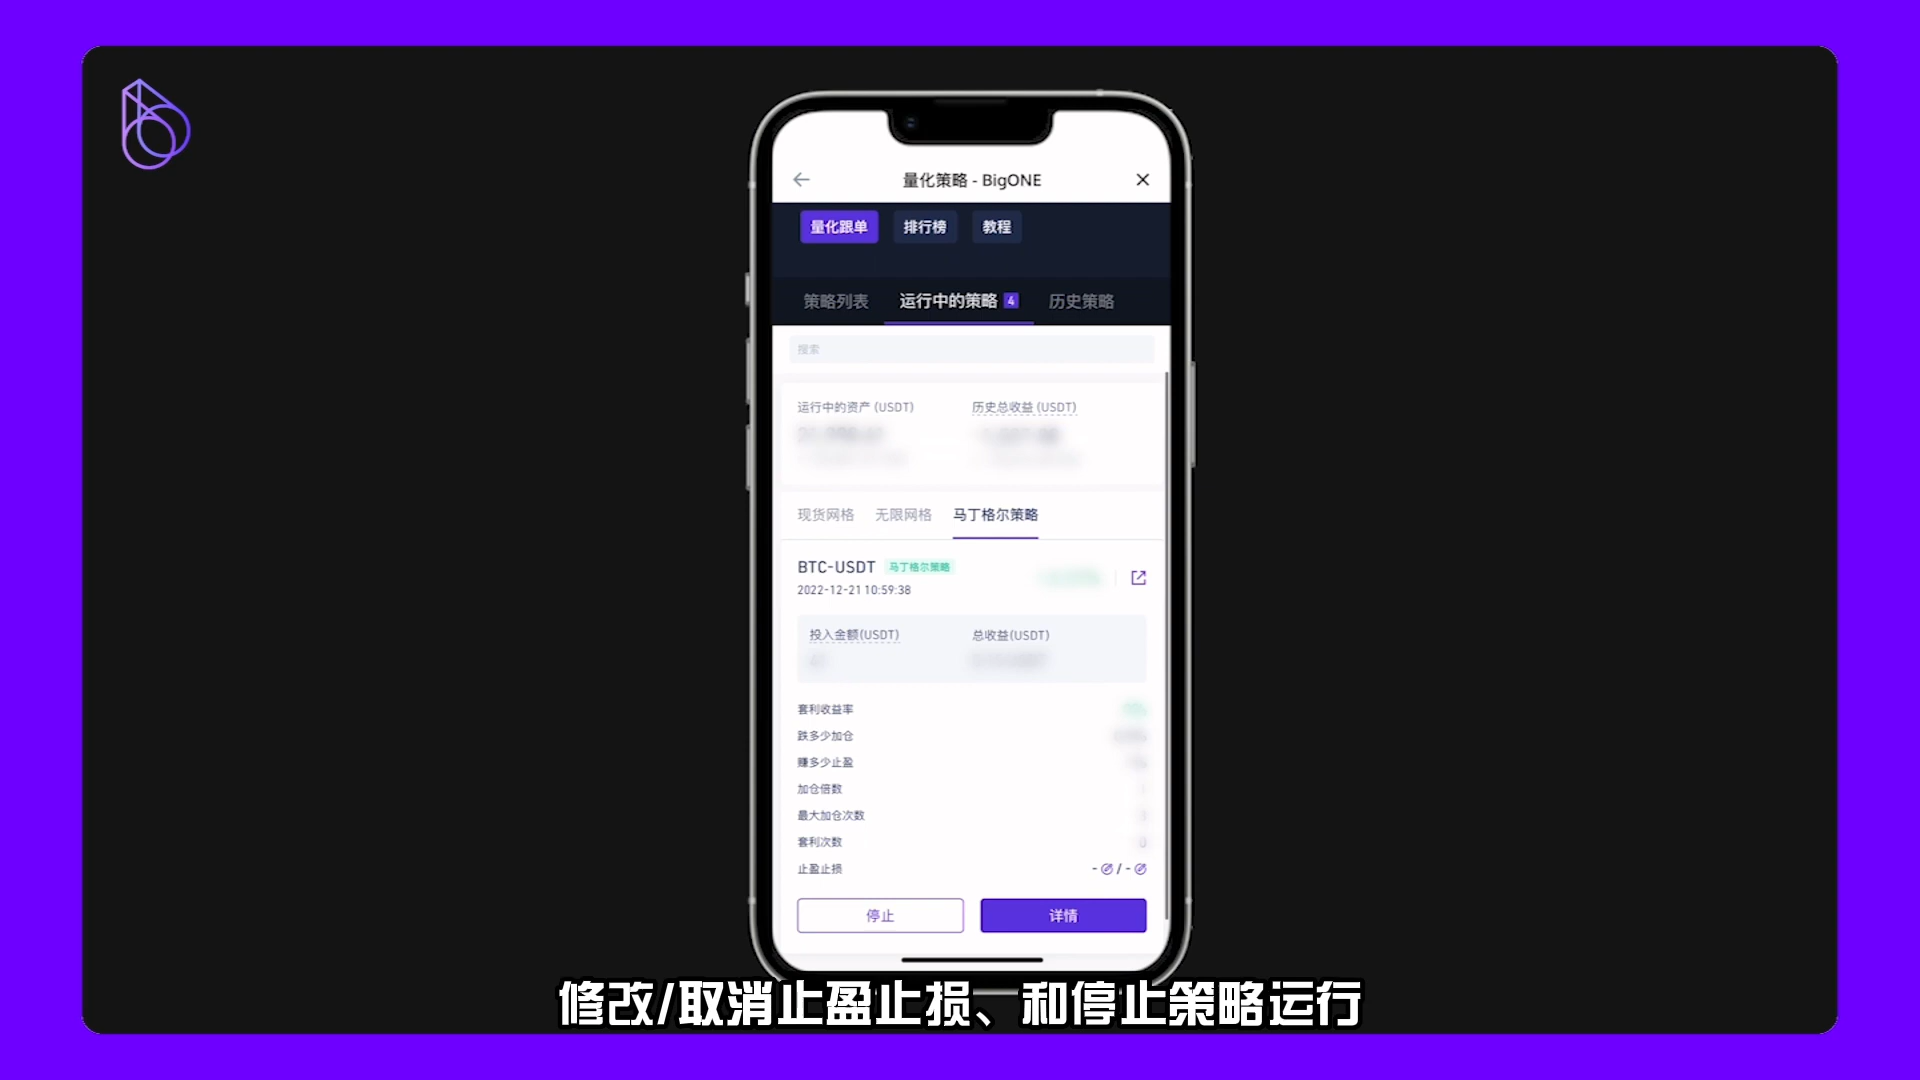 量化策略 - BigONE
量化跟单 排行榜 教程
策略列表 运行中的策略 4 历史策略
搜索
运行中的资产 (USDT) 历史总收益 (USDT)
现货网格 无限网格 马丁格尔策略
BTC-USDT 马丁格尔策略
2022-12-21 10:59:38
投入金额(USDT) 总收益(USDT)
套利收益率
跌多少加仓
赚多少止盈
加仓倍数
最大加仓次数
套利次数
止盈止损 - / -
停止 详情
修改/取消止盈止损、和停止策略运行